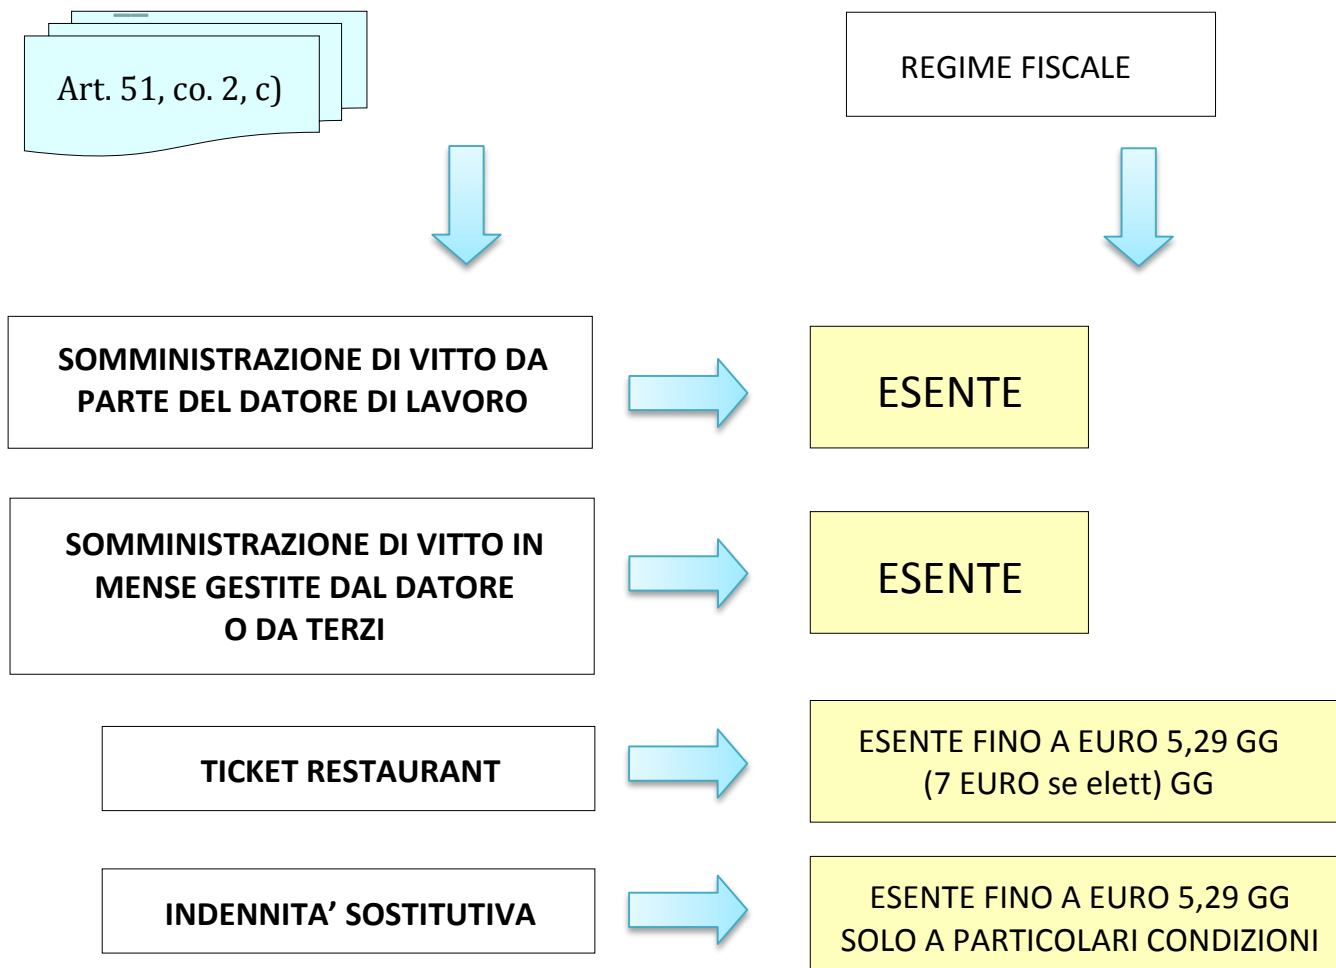 Art. 51, co. 2, c)
REGIME FISCALE
SOMMINISTRAZIONE DI VITTO DA
PARTE DEL DATORE DI LAVORO
ESENTE
SOMMINISTRAZIONE DI VITTO IN
MENSE GESTITE DAL DATORE
O DA TERZI
ESENTE
TICKET RESTAURANT
ESENTE FINO A EURO 5,29 GG
(7 EURO se elett) GG
INDENNITA’ SOSTITUTIVA
ESENTE FINO A EURO 5,29 GG
SOLO A PARTICOLARI CONDIZIONI